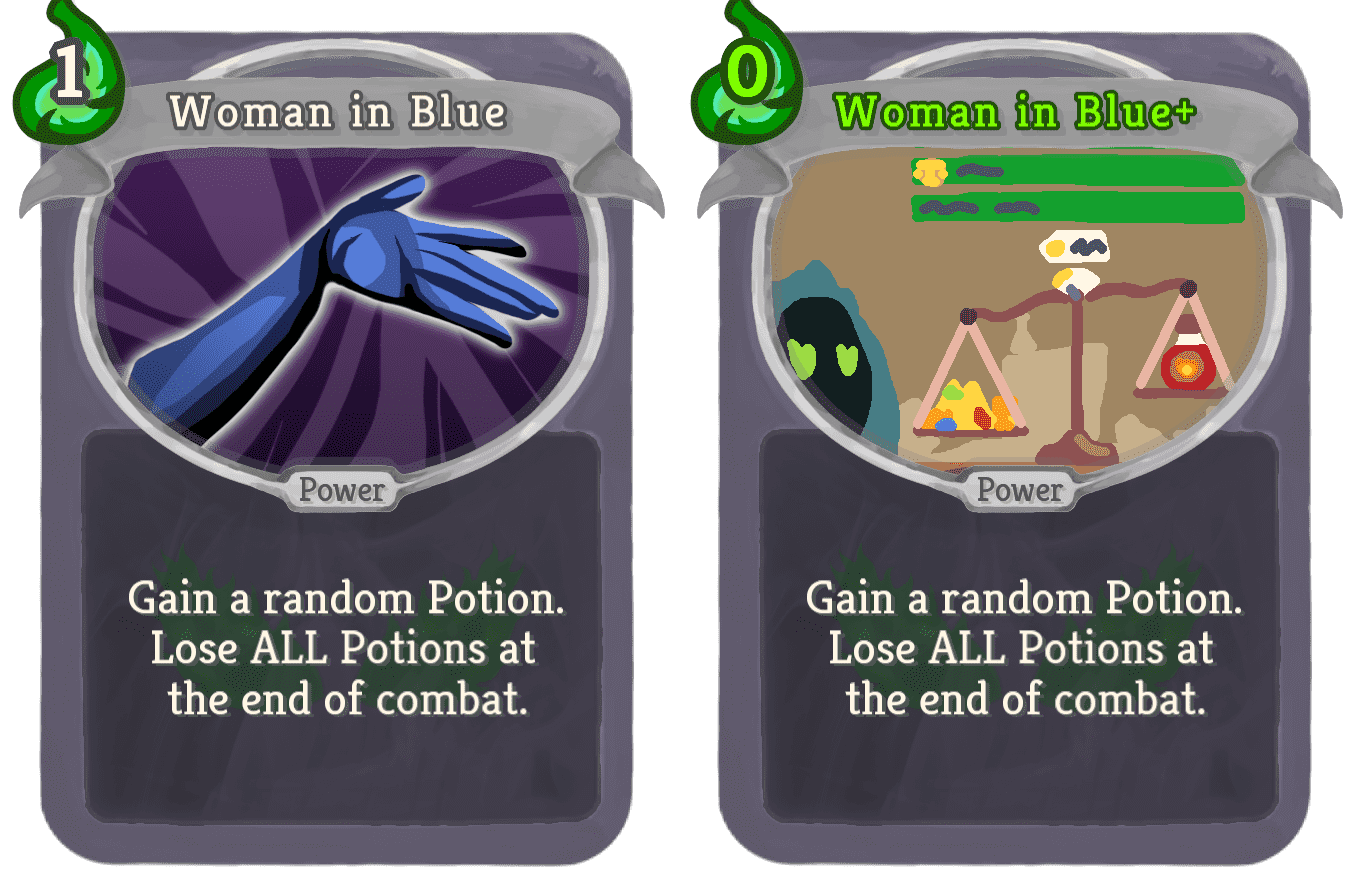 1
Woman in Blue
Power
Gain a random Potion.
Lose ALL Potions at
the end of combat.
0
Woman in Blue+
Power
Gain a random Potion.
Lose ALL Potions at
the end of combat.